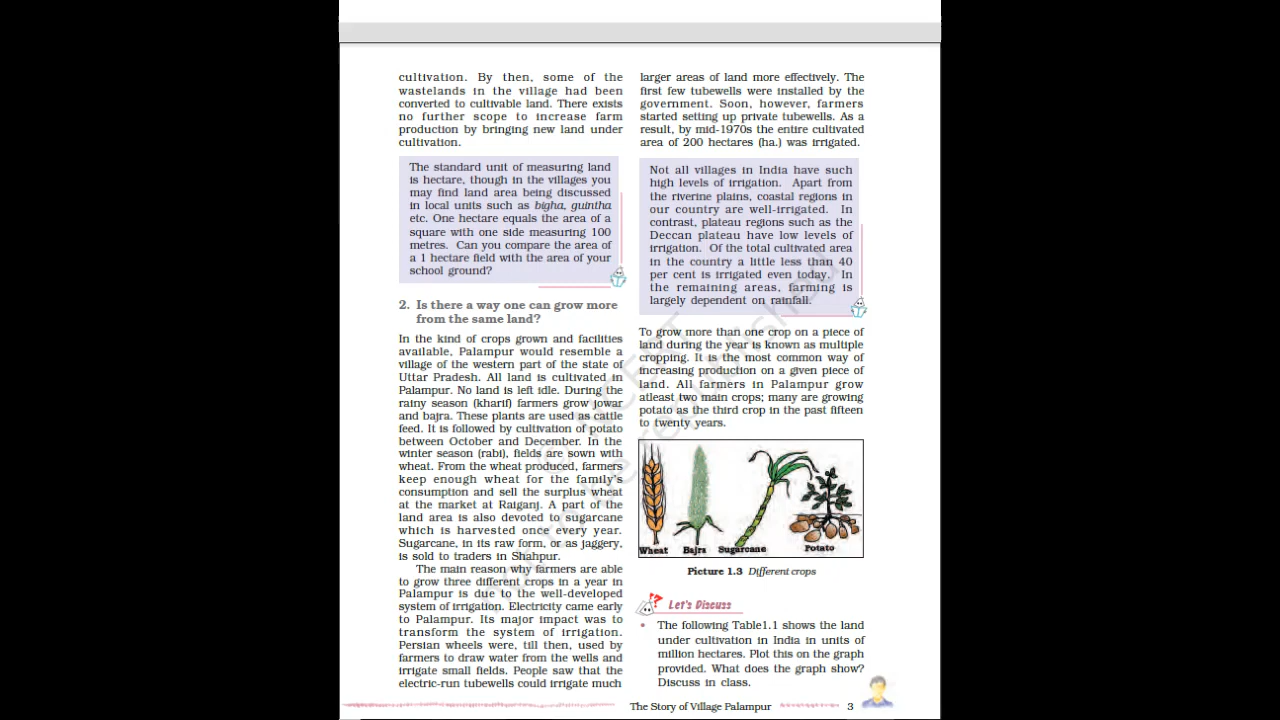 cultivation. By then, some of the
wastelands in the village had been
converted to cultivable land. There exists
no further scope to increase farm
production by bringing new land under
cultivation.
The standard unit of measuring land
is hectare, though in the villages you
may find land area being discussed
in local units such as bigha, guintha
etc. One hectare equals the area of a
square with one side measuring 100
metres. Can you compare the area of
a 1 hectare field with the area of your
school ground?
2. Is there a way one can grow more
from the same land?
In the kind of crops grown and facilities
available, Palampur would resemble a
village of the western part of the state of
Uttar Pradesh. All land is cultivated in
Palampur. No land is left idle. During the
rainy season (kharif) farmers grow jowar
and bajra. These plants are used as cattle
feed. It is followed by cultivation of potato
between October and December. In the
winter season (rabi), fields are sown with
wheat. From the wheat produced, farmers
keep enough wheat for the family's
consumption and sell the surplus wheat
at the market at Raiganj. A part of the
land area is also devoted to sugarcane
which is harvested once every year.
Sugarcane, in its raw form, or as jaggery,
is sold to traders in Shahpur.
The main reason why farmers are able
to grow three different crops in a year in
Palampur is due to the well-developed
system of irrigation. Electricity came early
to Palampur. Its major impact was to
transform the system of irrigation.
Persian wheels were, till then, used by
farmers to draw water from the wells and
irrigate small fields. People saw that the
electric-run tubewells could irrigate much
larger areas of land more effectively. The
first few tubewells were installed by the
government. Soon, however, farmers
started setting up private tubewells. As a
result, by mid-1970s the entire cultivated
area of 200 hectares (ha.) was irrigated.
Not all villages in India have such
high levels of irrigation. Apart from
the riverine plains, coastal regions in
our country are well-irrigated. In
contrast, plateau regions such as the
Deccan plateau have low levels of
irrigation. Of the total cultivated area
in the country a little less than 40
per cent is irrigated even today. In
the remaining areas, farming is
largely dependent on rainfall.
To grow more than one crop on a piece of
land during the year is known as multiple
cropping. It is the most common way of
increasing production on a given piece of
land. All farmers in Palampur grow
atleast two main crops; many are growing
potato as the third crop in the past fifteen
to twenty years.
Wheat Bajra Sugarcane Potato
Picture 1.3 Different crops
Let's Discuss
• The following Table1.1 shows the land
under cultivation in India in units of
million hectares. Plot this on the graph
provided. What does the graph show?
Discuss in class.
The Story of Village Palampur 3